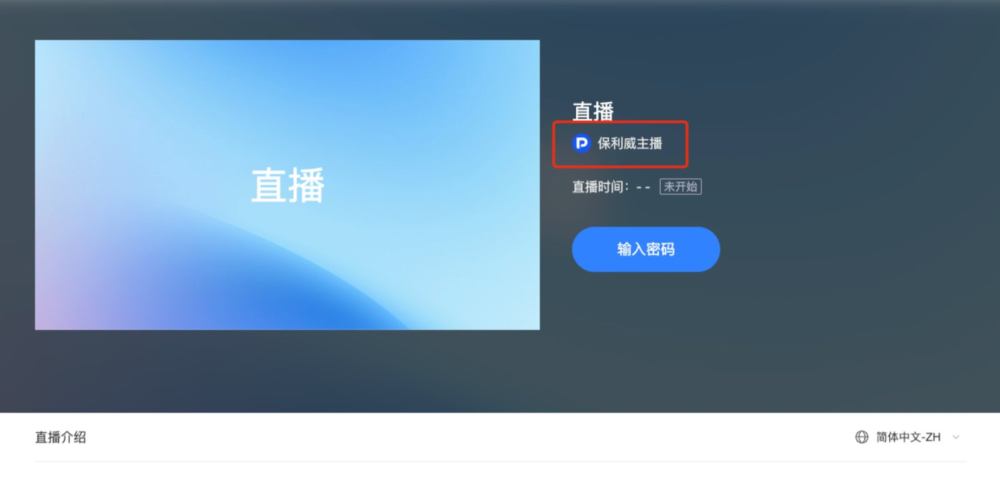 直播
直播
保利威主播
直播时间：- - 未开始
输入密码
直播介绍
简体中文-ZH